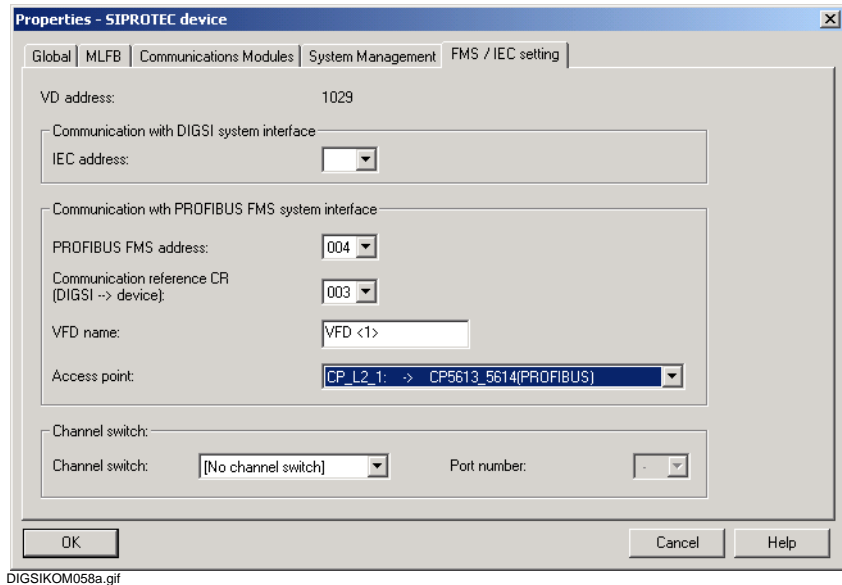 Properties - SIPROTEC device
Global MLFB Communications Modules System Management FMS / IEC setting
VD address: 1029
Communication with DIGSI system interface
IEC address:
Communication wth PROFIBUS FMS system interface
PROFIBUS FMS address: 004
Communication reference CR
(DIGSI --> device): 003
VFD name: VFD <1>
Access point: CP_L2_1: -> CP5613_5614(PROFIBUS)
Channel switch:
Channel switch: [No channel switch] Port number: -
OK Cancel Help
DIGSIKOM058a.gif